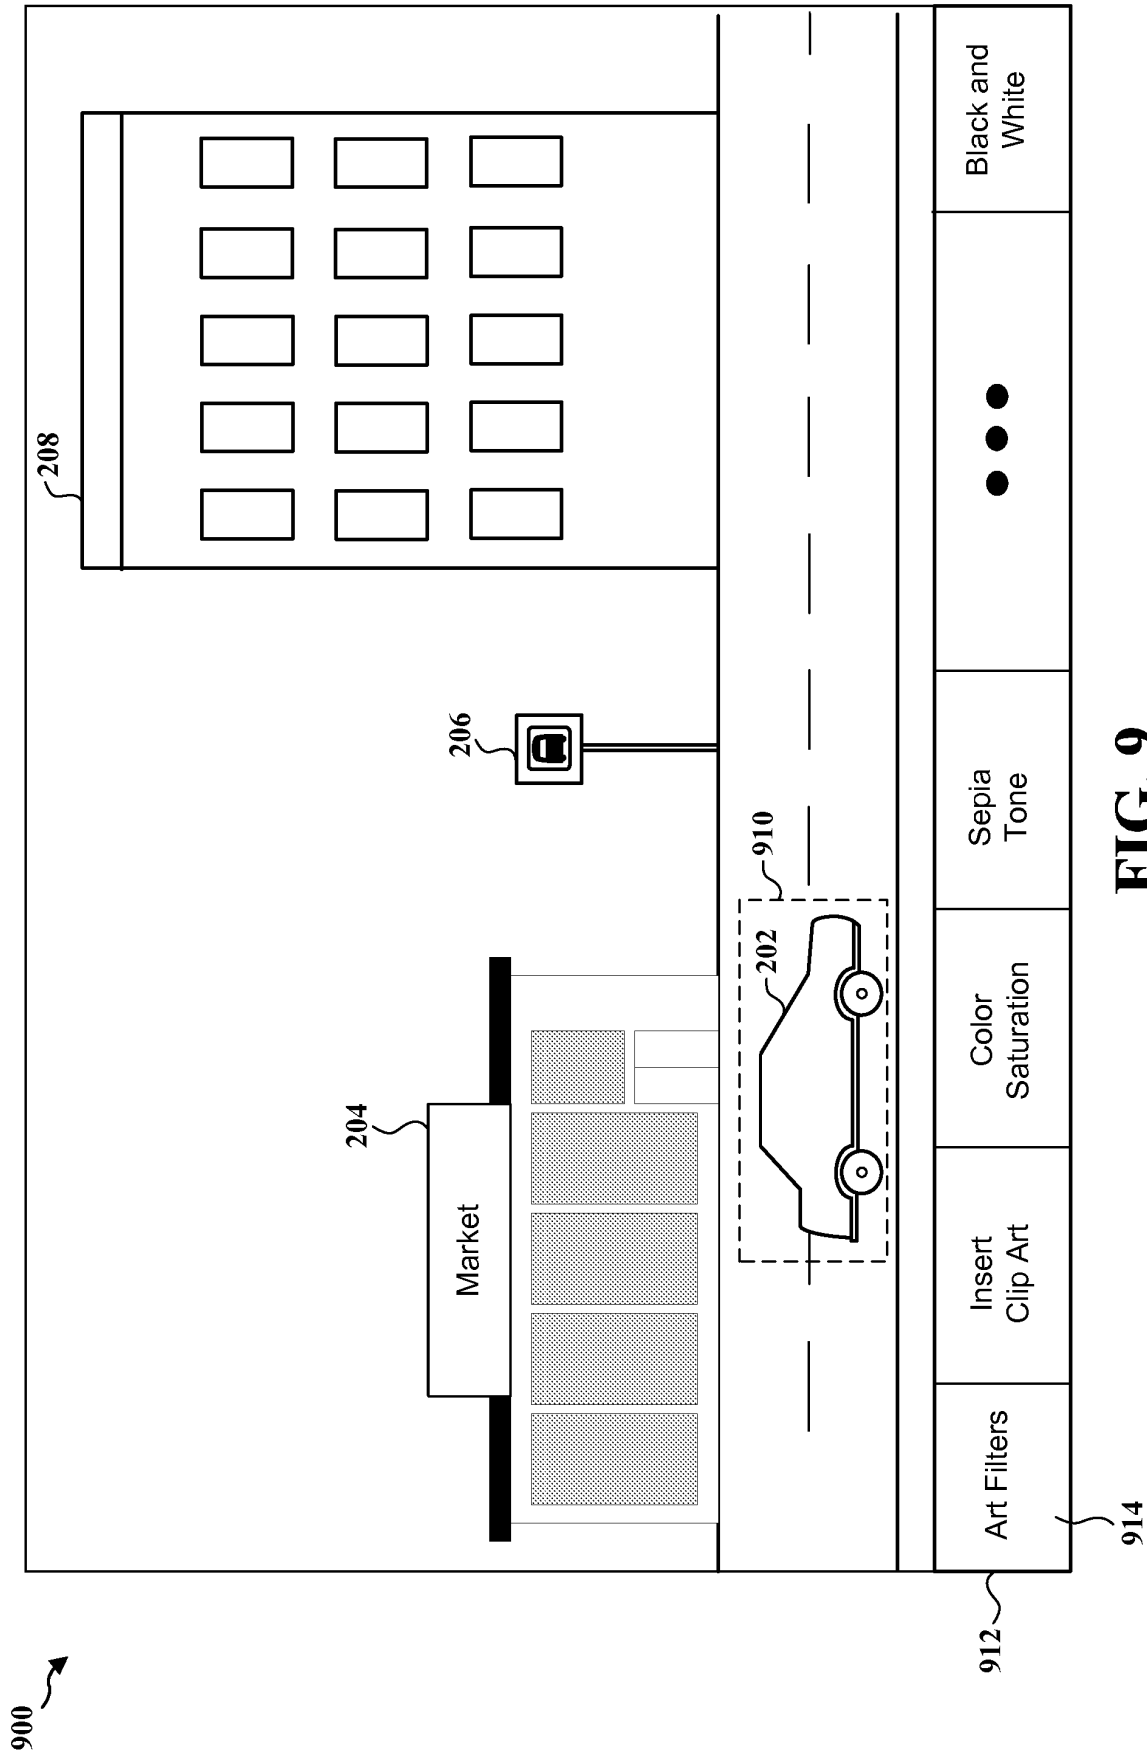 900
208
206
204
Market
910
202
Art Filters
Insert
Clip Art
Color
Saturation
Sepia
Tone
Black and
White
912
914
FIG. 9